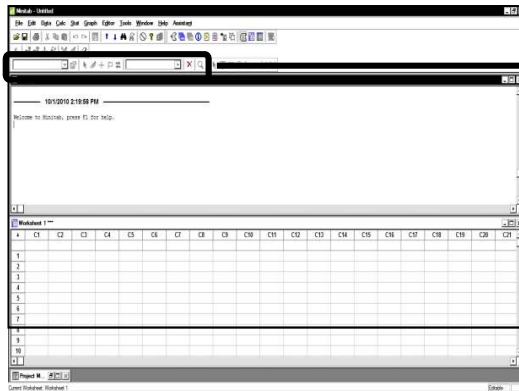 Minitab - Untitled
File Edit Data Calc Stat Graph Editor Tools Window Help Assistant
10/1/2010 2:19:59 PM
Welcome to Minitab, press F1 for help.
Worksheet 1 ***
+ C1 C2 C3 C4 C5 C6 C7 C8 C9 C10 C11 C12 C13 C14 C15 C16 C17 C18 C19 C20 C21
1
2
3
4
5
6
7
8
9
10
Project M...
Current Worksheet: Worksheet 1
Editable